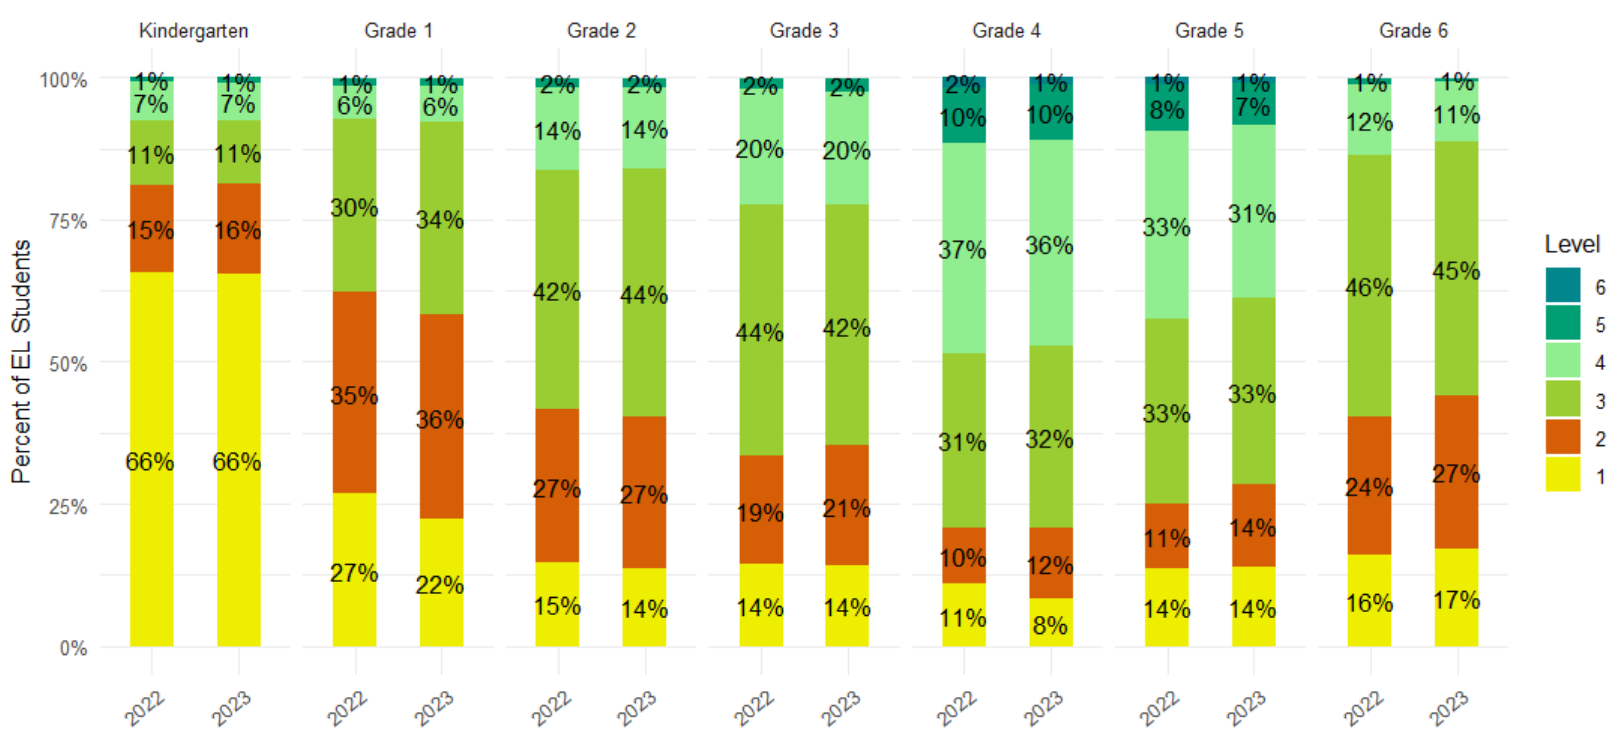 Kindergarten Grade 1 Grade 2 Grade 3 Grade 4 Grade 5 Grade 6
100%
75%
50%
25%
0%
Percent of EL Students
1% 1% 1% 1% 2% 2% 2% 2% 2% 1% 1% 1% 1% 1%
7% 7% 6% 6% 14% 14% 20% 20% 10% 10% 8% 7% 12% 11%
11% 11% 30% 34% 42% 44% 44% 42% 37% 36% 33% 31% 46% 45%
15% 16% 35% 36% 27% 27% 19% 21% 31% 32% 33% 33% 24% 27%
66% 66% 27% 22% 15% 14% 14% 14% 10% 12% 11% 14% 16% 17%
11% 8% 14% 14%
2022 2023 2022 2023 2022 2023 2022 2023 2022 2023 2022 2023 2022 2023
Level
6
5
4
3
2
1